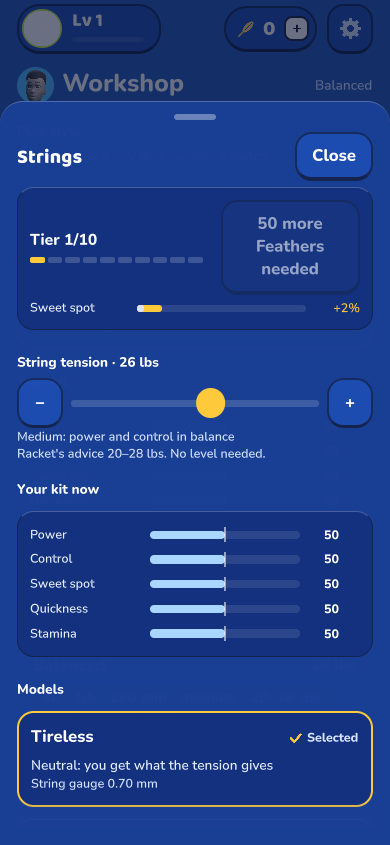 Lv 1
0
+
Workshop
Balanced
Strings
Close
Tier 1/10
50 more
Feathers
needed
Sweet spot
+2%
String tension · 26 lbs
−
+
Medium: power and control in balance
Racket's advice 20–28 lbs. No level needed.
Your kit now
Power 50
Control 50
Sweet spot 50
Quickness 50
Stamina 50
Models
Tireless
Selected
Neutral: you get what the tension gives
String gauge 0.70 mm